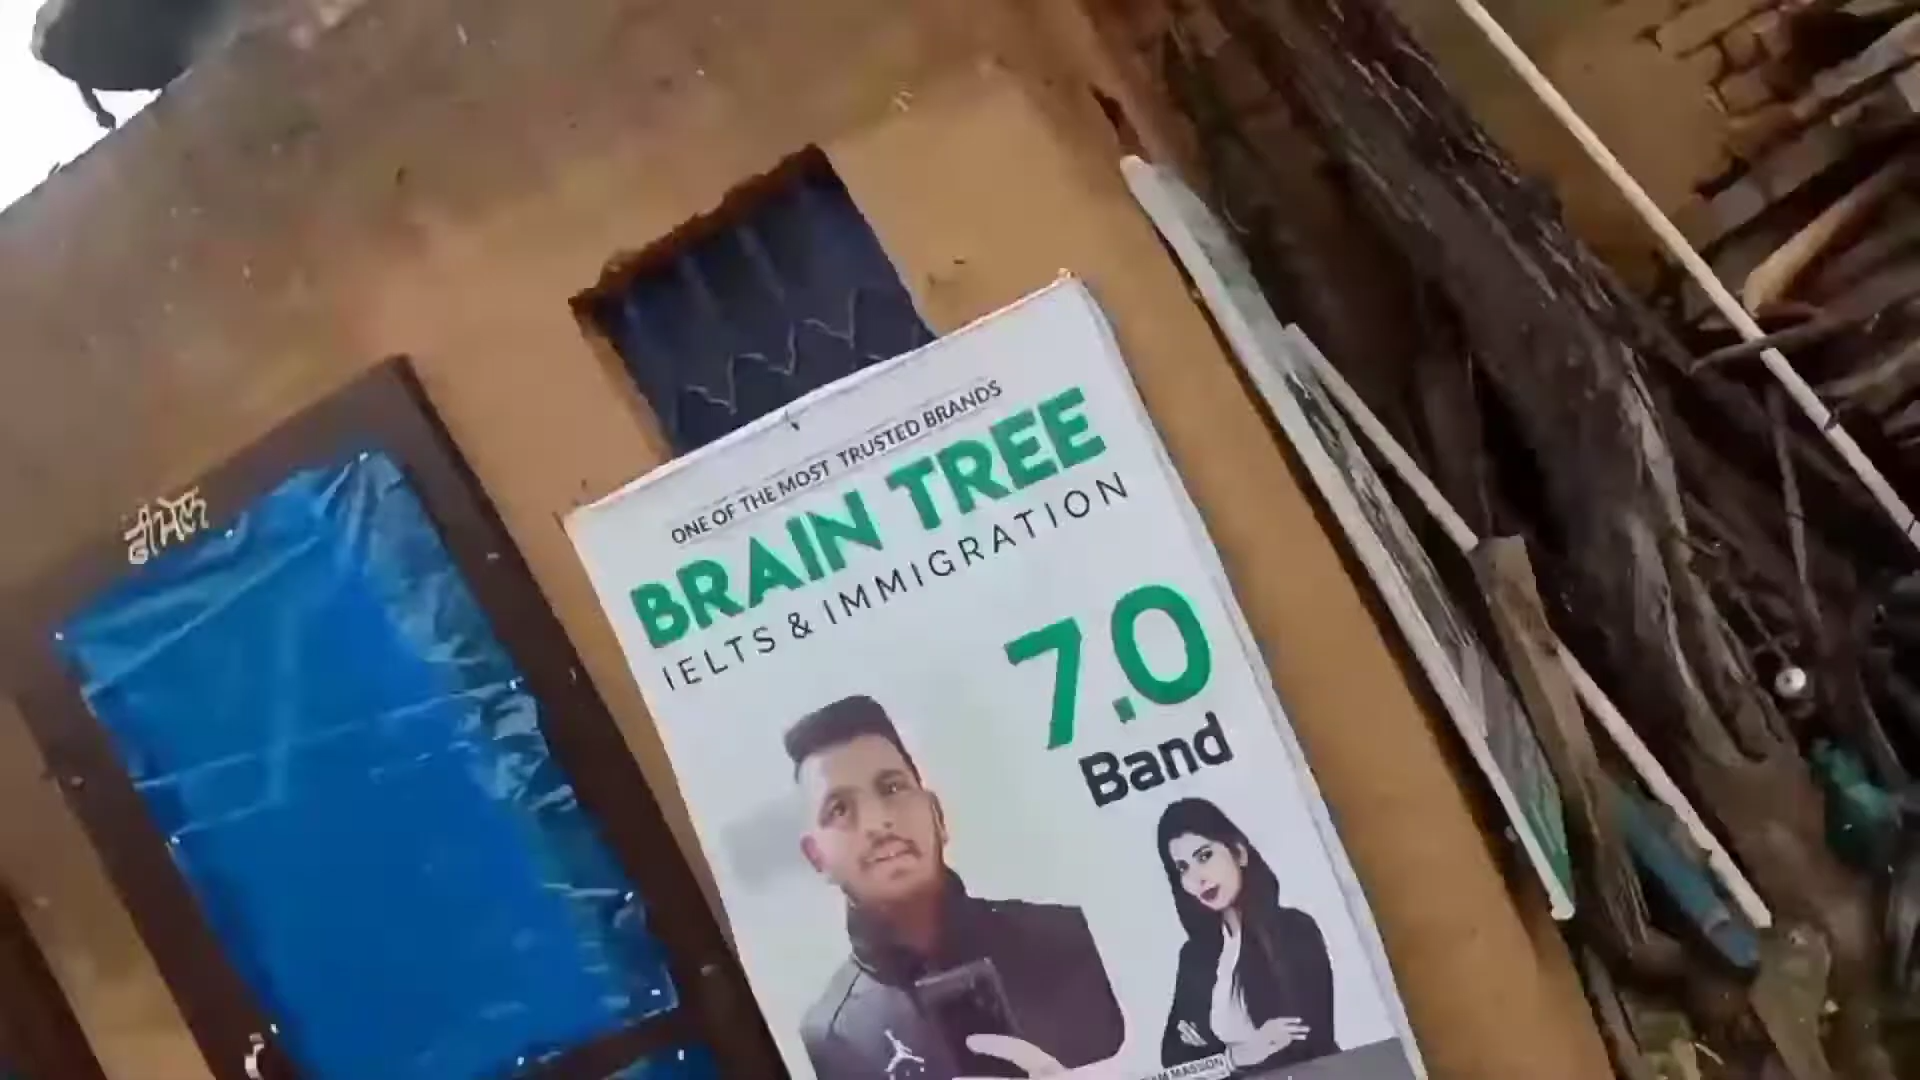 ਫੀਮੇਲ
ONE OF THE MOST TRUSTED BRANDS
BRAIN TREE
IELTS & IMMIGRATION
7.0
Band